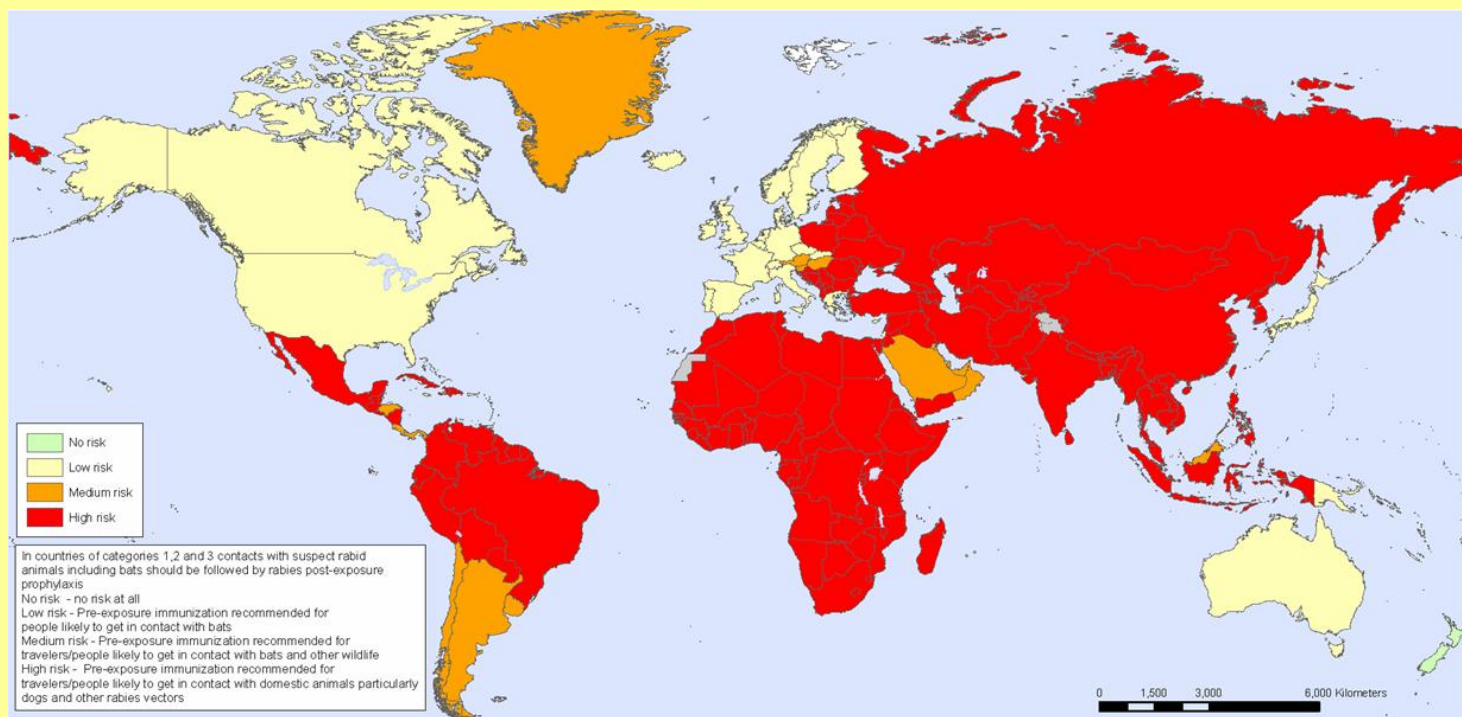 No risk
Low risk
Medium risk
High risk
In countries of categories 1,2 and 3 contacts with suspect rabid
animals including bats should be followed by rabies post-exposure
prophylaxis
No risk - no risk at all
Low risk - Pre-exposure immunization recommended for
people likely to get in contact with bats
Medium risk - Pre-exposure immunization recommended for
travelers/people likely to get in contact with bats and other wildlife
High risk - Pre-exposure immunization recommended for
travelers/people likely to get in contact with domestic animals particularly
dogs and other rabies vectors
0 1,500 3,000 6,000 Kilometers